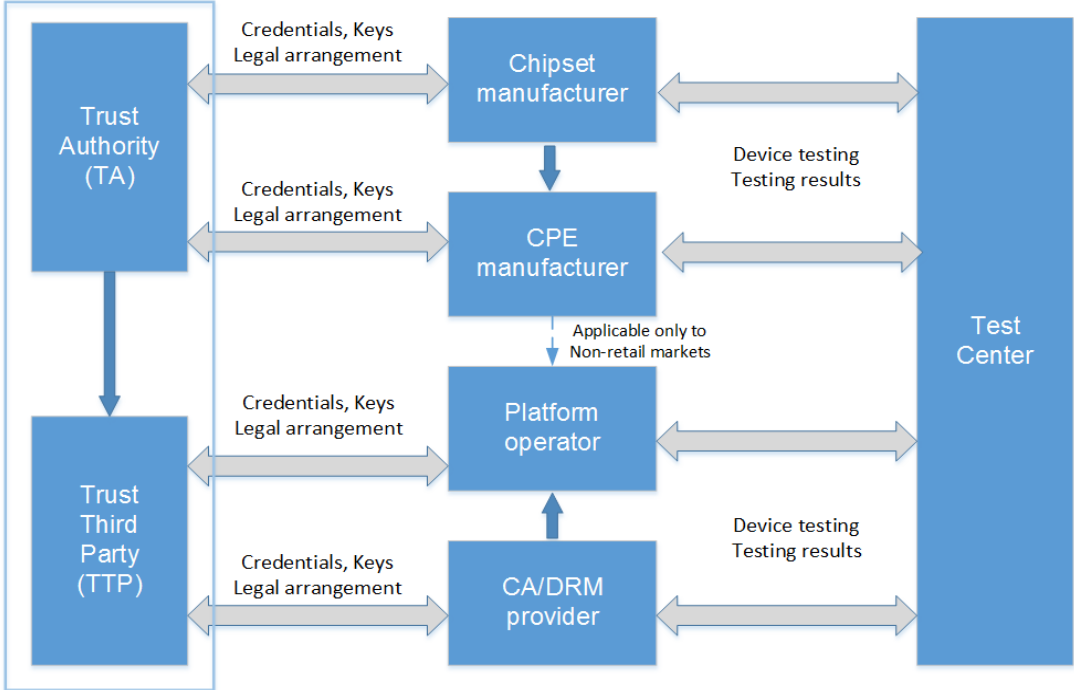 Trust
Authority
(TA)
Credentials, Keys
Legal arrangement
Chipset
manufacturer
Device testing
Testing results
Credentials, Keys
Legal arrangement
CPE
manufacturer
Applicable only to
Non-retail markets
Test
Center
Trust
Third
Party
(TTP)
Credentials, Keys
Legal arrangement
Platform
operator
Device testing
Testing results
Credentials, Keys
Legal arrangement
CA/DRM
provider